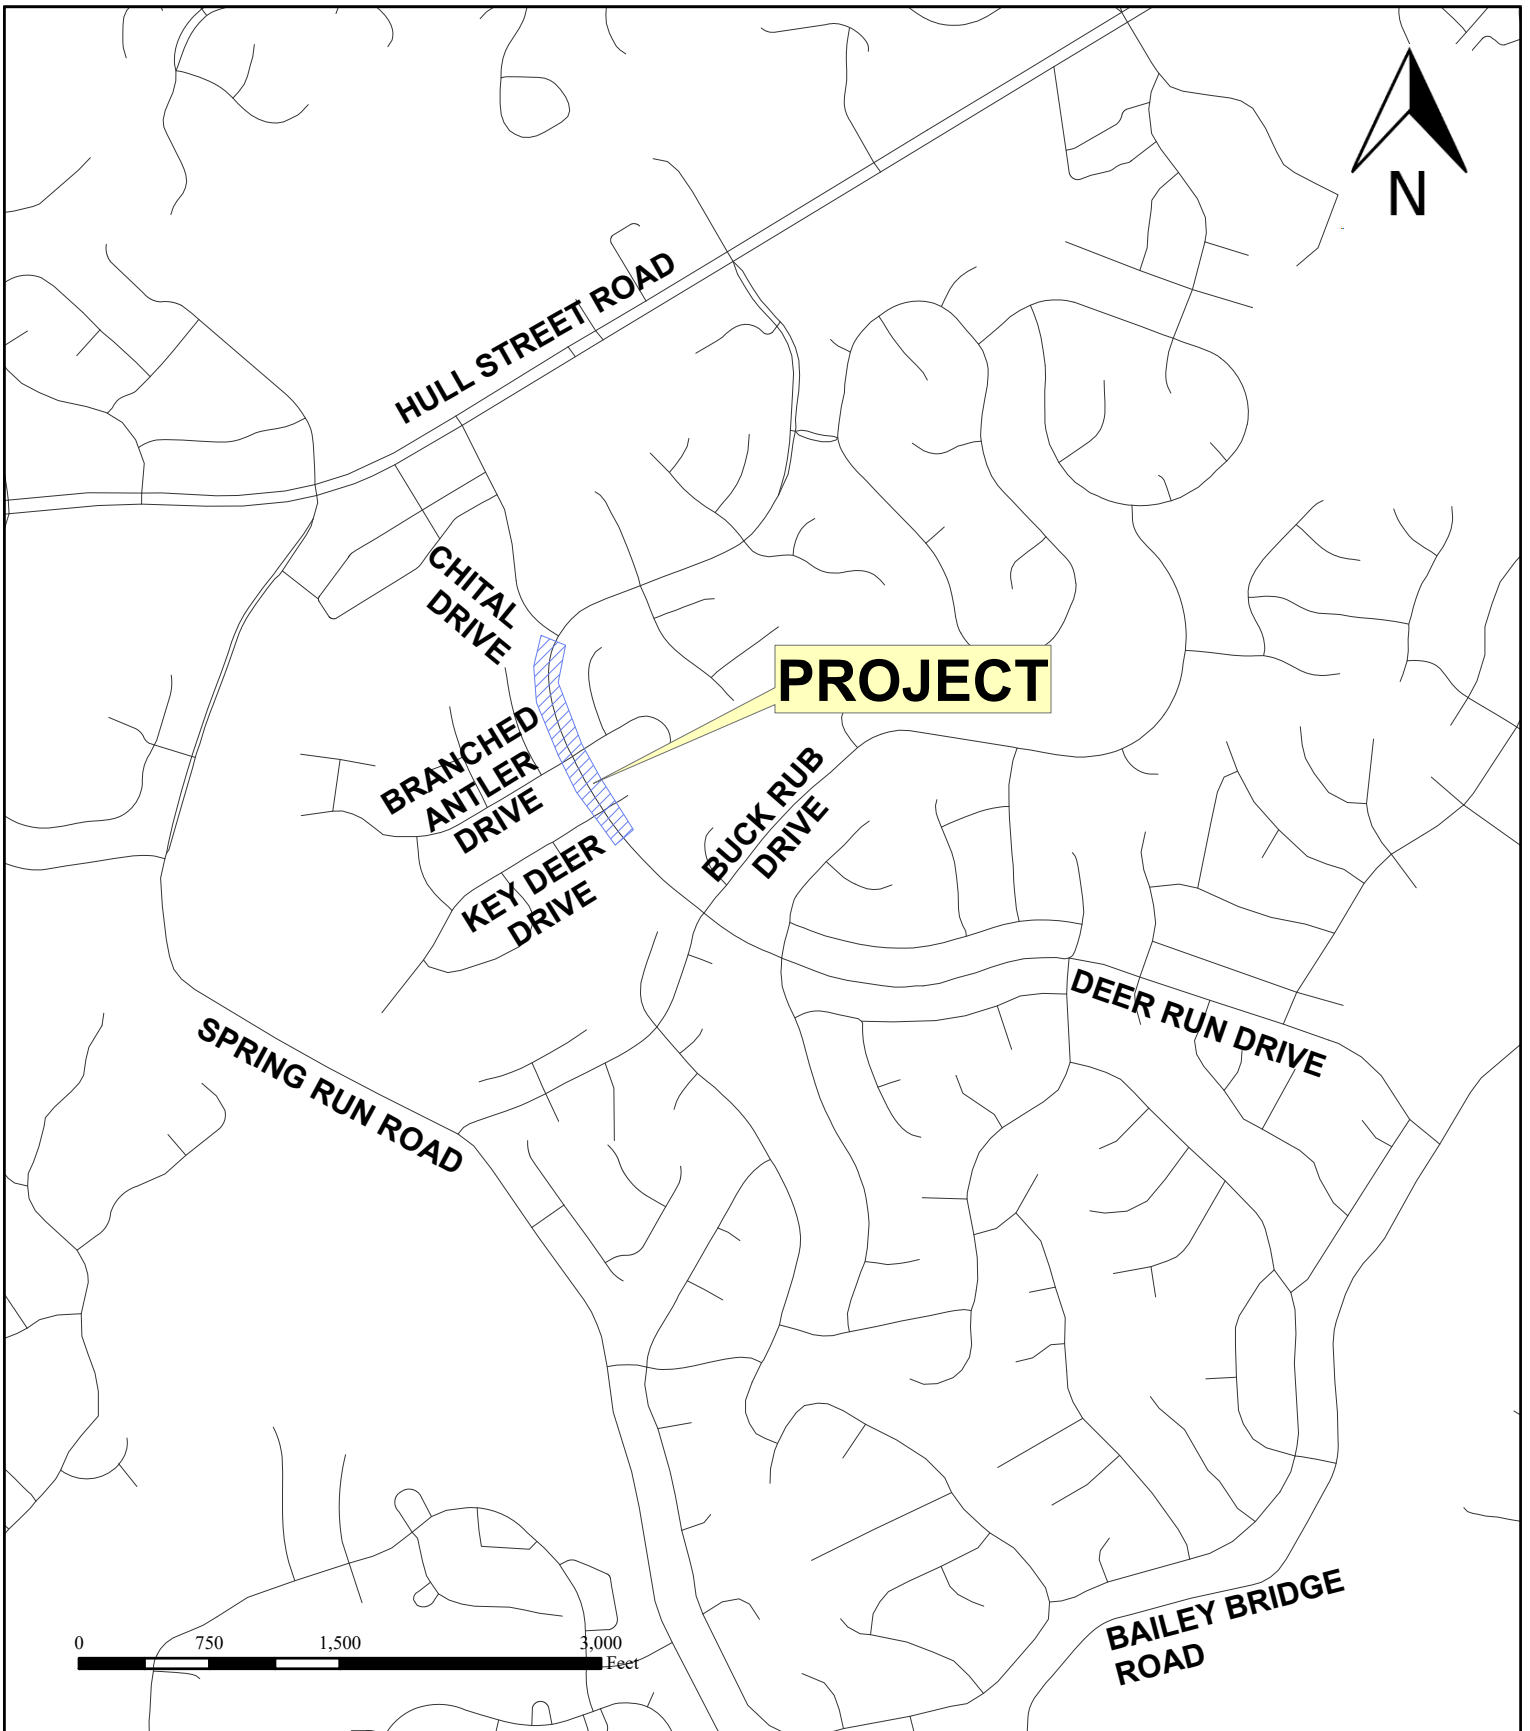 N
HULL STREET ROAD
CHITAL
DRIVE
PROJECT
BRANCHED
ANTLER
DRIVE
BUCK RUB
DRIVE
KEY DEER
DRIVE
DEER RUN DRIVE
SPRING RUN ROAD
BAILEY BRIDGE
ROAD
0 750 1,500 3,000
Feet